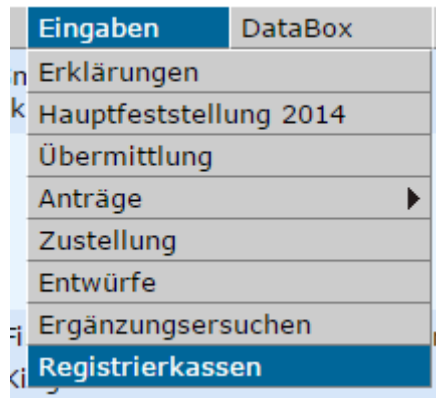 Eingaben DataBox
Erklärungen
Hauptfeststellung 2014
Übermittlung
Anträge
Zustellung
Entwürfe
Ergänzungsersuchen
Registrierkassen